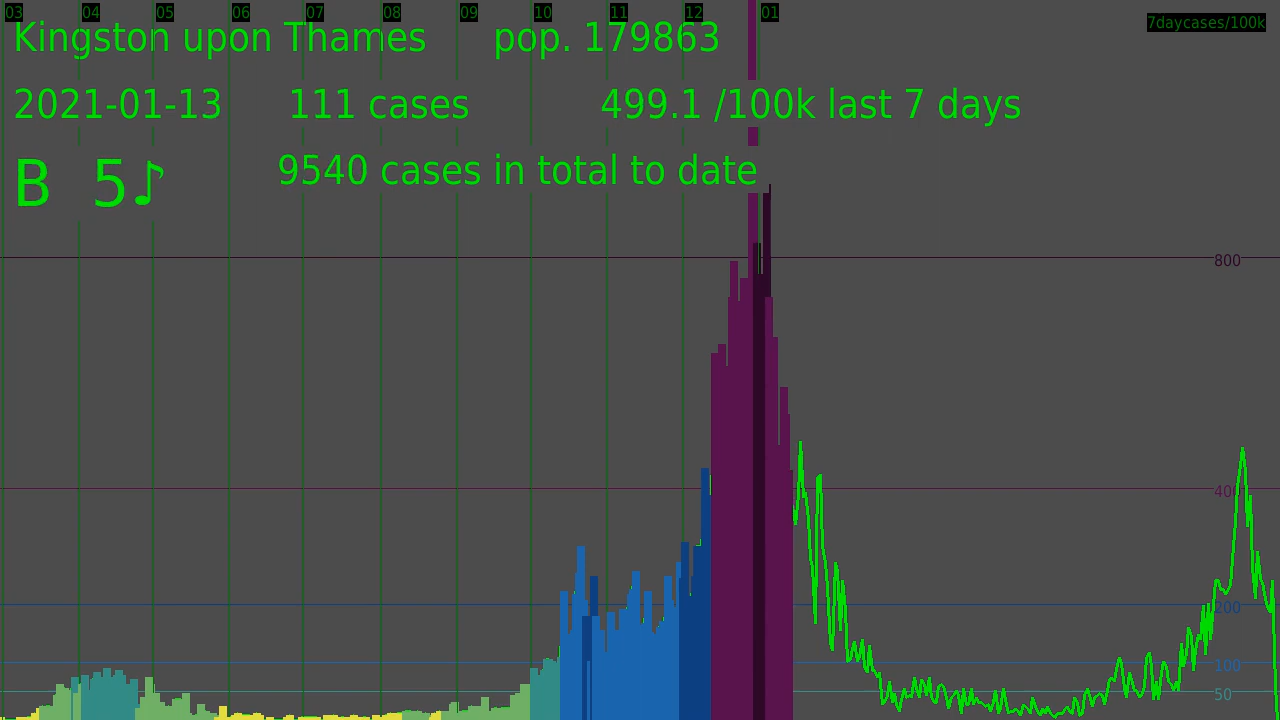 03 04 05 06 07 08 09 10 11 12 01
7daycases/100k
Kingston upon Thames pop. 179863
2021-01-13 111 cases 499.1 /100k last 7 days
B 5♪ 9540 cases in total to date
800
40
200
100
50